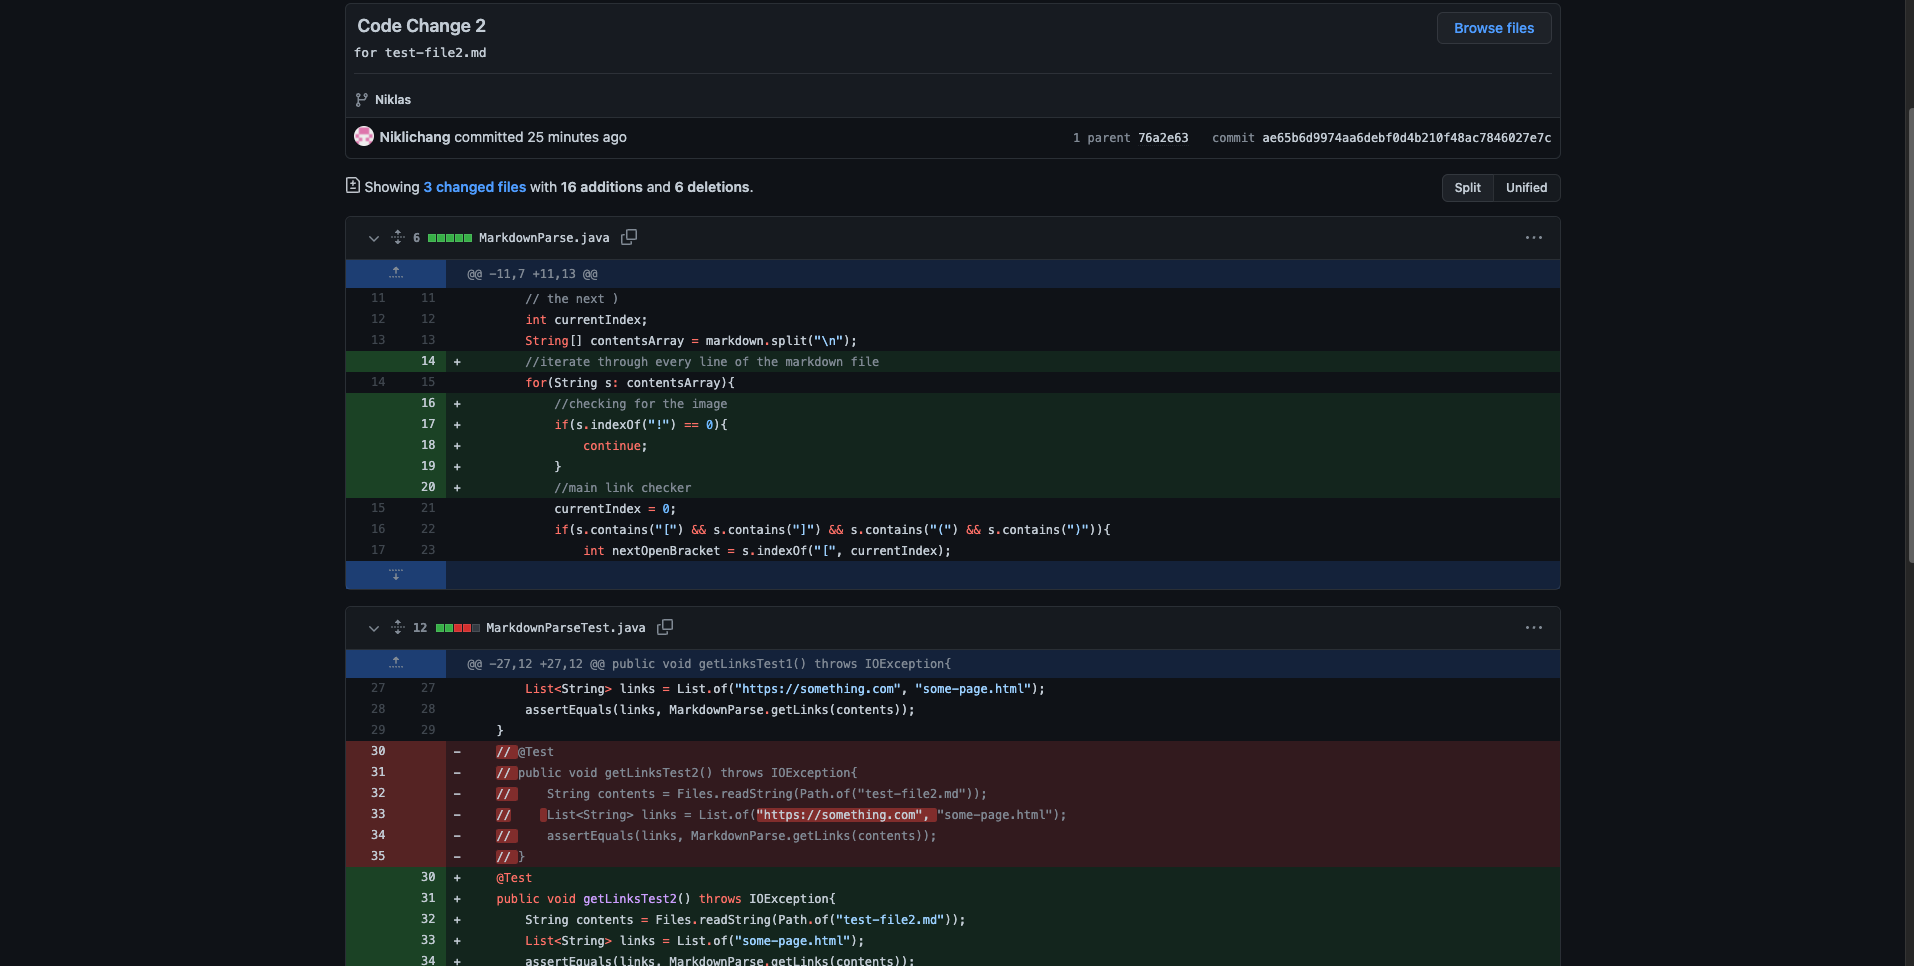 Code Change 2
Browse files
for test-file2.md
Niklas
Niklichang committed 25 minutes ago
1 parent 76a2e63 commit ae65b6d9974aa6debf0d4b210f48ac7846027e7c
Showing 3 changed files with 16 additions and 6 deletions.
Split Unified
6 MarkdownParse.java
@@ -11,7 +11,13 @@
11 11 // the next )
12 12 int currentIndex;
13 13 String[] contentsArray = markdown.split("\n");
14 + //iterate through every line of the markdown file
14 15 for(String s: contentsArray){
16 + //checking for the image
17 + if(s.indexOf("!") == 0){
18 + continue;
19 + }
20 + //main link checker
15 21 currentIndex = 0;
16 22 if(s.contains("[") && s.contains("]") && s.contains("(") && s.contains(")")){
17 23 int nextOpenBracket = s.indexOf("[", currentIndex);
12 MarkdownParseTest.java
@@ -27,12 +27,12 @@ public void getLinksTest1() throws IOException{
27 27 List<String> links = List.of("https://something.com", "some-page.html");
28 28 assertEquals(links, MarkdownParse.getLinks(contents));
29 29 }
30 - // @Test
31 - // public void getLinksTest2() throws IOException{
32 - // String contents = Files.readString(Path.of("test-file2.md"));
33 - // List<String> links = List.of("https://something.com", "some-page.html");
34 - // assertEquals(links, MarkdownParse.getLinks(contents));
35 - // }
30 + @Test
31 + public void getLinksTest2() throws IOException{
32 + String contents = Files.readString(Path.of("test-file2.md"));
33 + List<String> links = List.of("some-page.html");
34 + assertEquals(links, MarkdownParse.getLinks(contents));